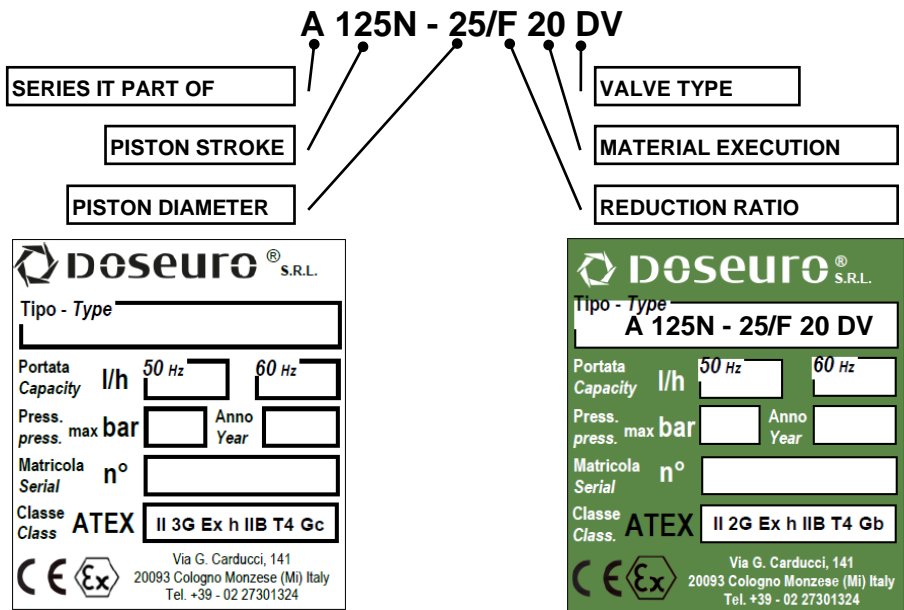 A 125N - 25/F 20 DV
SERIES IT PART OF
VALVE TYPE
PISTON STROKE
MATERIAL EXECUTION
PISTON DIAMETER
REDUCTION RATIO
DOSEURO ® S.R.L.
Tipo - Type
Portata Capacity l/h 50 Hz 60 Hz
Press. press. max bar Anno Year
Matricola Serial n°
Classe Class ATEX II 3G Ex h IIB T4 Gc
CE Ex
Via G. Carducci, 141
20093 Cologno Monzese (Mi) Italy
Tel. +39 - 02 27301324
DOSEURO ® S.R.L.
Tipo - Type
A 125N - 25/F 20 DV
Portata Capacity l/h 50 Hz 60 Hz
Press. press. max bar Anno Year
Matricola Serial n°
Classe Class. ATEX II 2G Ex h IIB T4 Gb
CE Ex
Via G. Carducci, 141
20093 Cologno Monzese (Mi) Italy
Tel. +39 - 02 27301324